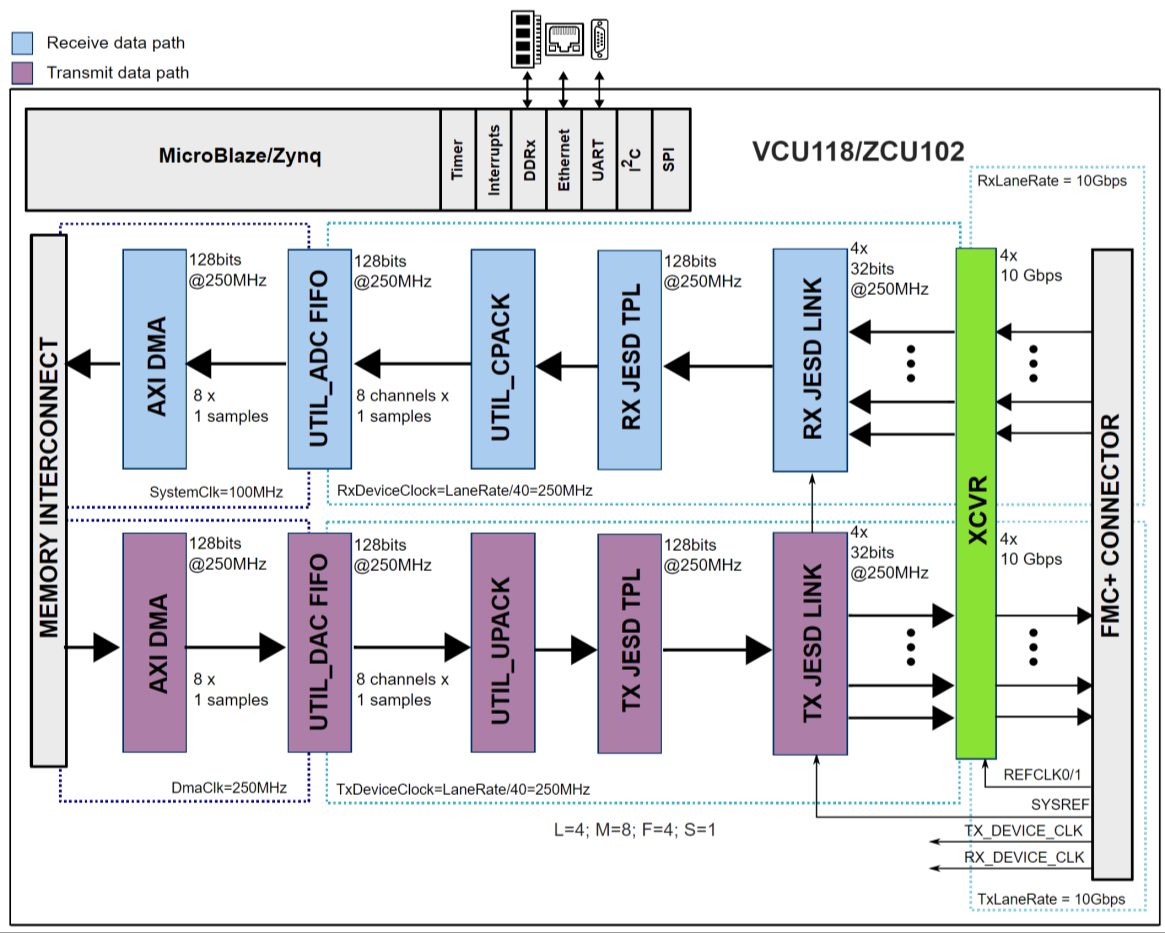 Receive data path
Transmit data path
MicroBlaze/Zynq
Timer
Interrupts
DDRx
Ethernet
UART
I2C
SPI
VCU118/ZCU102
RxLaneRate = 10Gbps
MEMORY INTERCONNECT
AXI DMA
128bits
@250MHz
8 x
1 samples
UTIL_ADC FIFO
128bits
@250MHz
8 channels x
1 samples
UTIL_CPACK
RX JESD TPL
128bits
@250MHz
RX JESD LINK
4x
32bits
@250MHz
XCVR
4x
10 Gbps
FMC+ CONNECTOR
SystemClk=100MHz
RxDeviceClock=LaneRate/40=250MHz
AXI DMA
128bits
@250MHz
8 x
1 samples
UTIL_DAC FIFO
128bits
@250MHz
8 channels x
1 samples
UTIL_UPACK
TX JESD TPL
128bits
@250MHz
TX JESD LINK
4x
32bits
@250MHz
4x
10 Gbps
DmaClk=250MHz
TxDeviceClock=LaneRate/40=250MHz
REFCLK0/1
SYSREF
TX_DEVICE_CLK
RX_DEVICE_CLK
L=4; M=8; F=4; S=1
TxLaneRate = 10Gbps